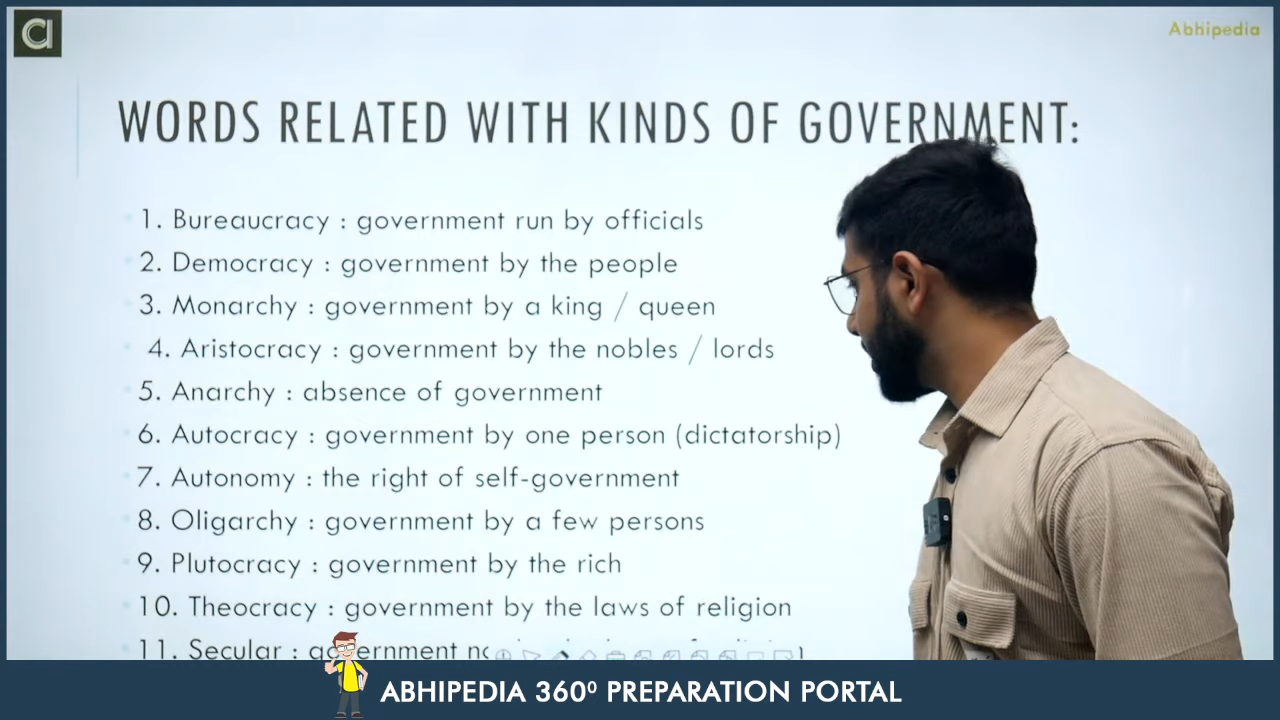 a
Abhipedia
WORDS RELATED WITH KINDS OF GOVERNMENT:
1. Bureaucracy : government run by officials
2. Democracy : government by the people
3. Monarchy : government by a king / queen
4. Aristocracy : government by the nobles / lords
5. Anarchy : absence of government
6. Autocracy : government by one person (dictatorship)
7. Autonomy : the right of self-government
8. Oligarchy : government by a few persons
9. Plutocracy : government by the rich
10. Theocracy : government by the laws of religion
11. Secular : government
ABHIPEDIA 360⁰ PREPARATION PORTAL